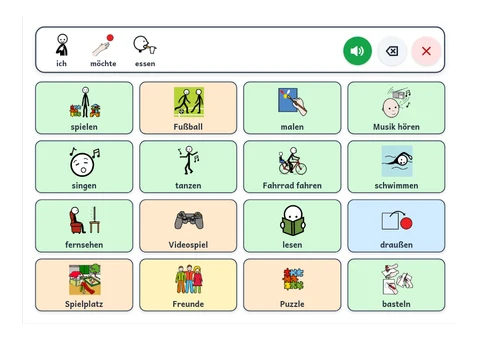 ich möchte essen
spielen Fußball malen Musik hören
singen tanzen Fahrrad fahren schwimmen
fernsehen Videospiel lesen draußen
Spielplatz Freunde Puzzle basteln